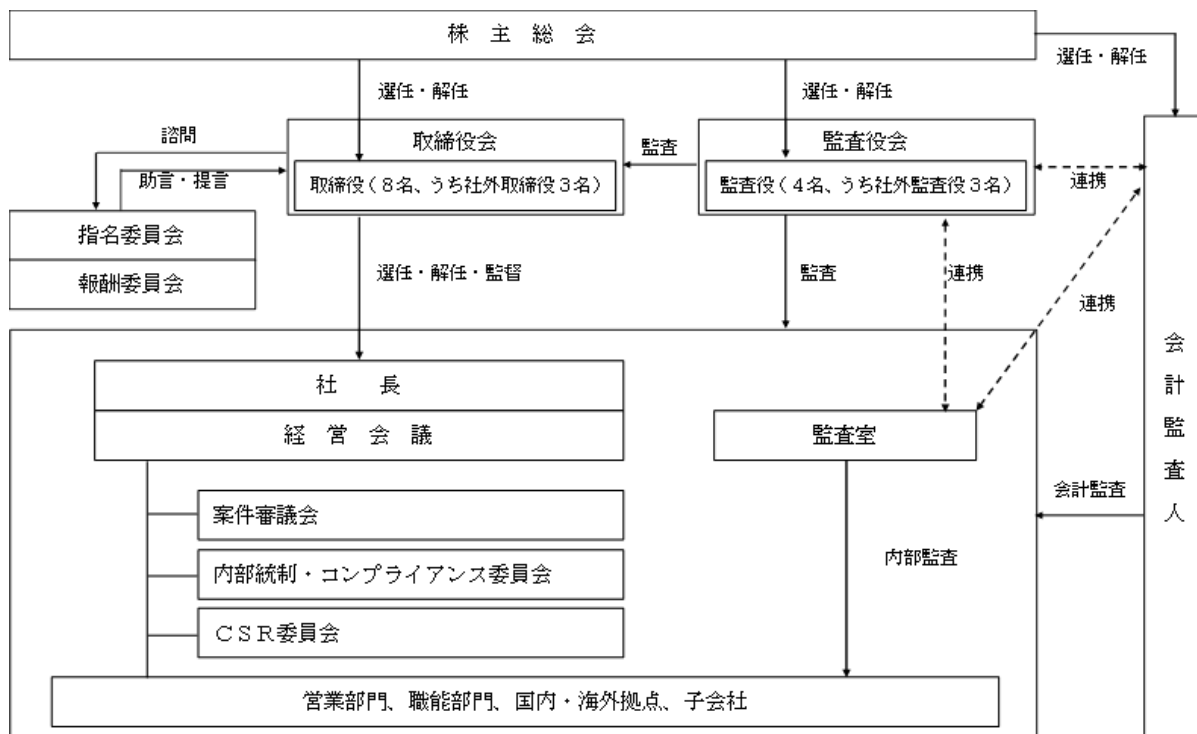 株主総会
選任・解任
選任・解任
選任・解任
諮問
取締役会
監査
監査役会
助言・提言
取締役(8名、うち社外取締役3名)
監査役(4名、うち社外監査役3名)
連携
指名委員会
報酬委員会
選任・解任・監督
監査
連携
連携
社長
経営会議
監査室
会計監査人
案件審議会
会計監査
内部統制・コンプライアンス委員会
内部監査
CSR委員会
営業部門、職能部門、国内・海外拠点、子会社